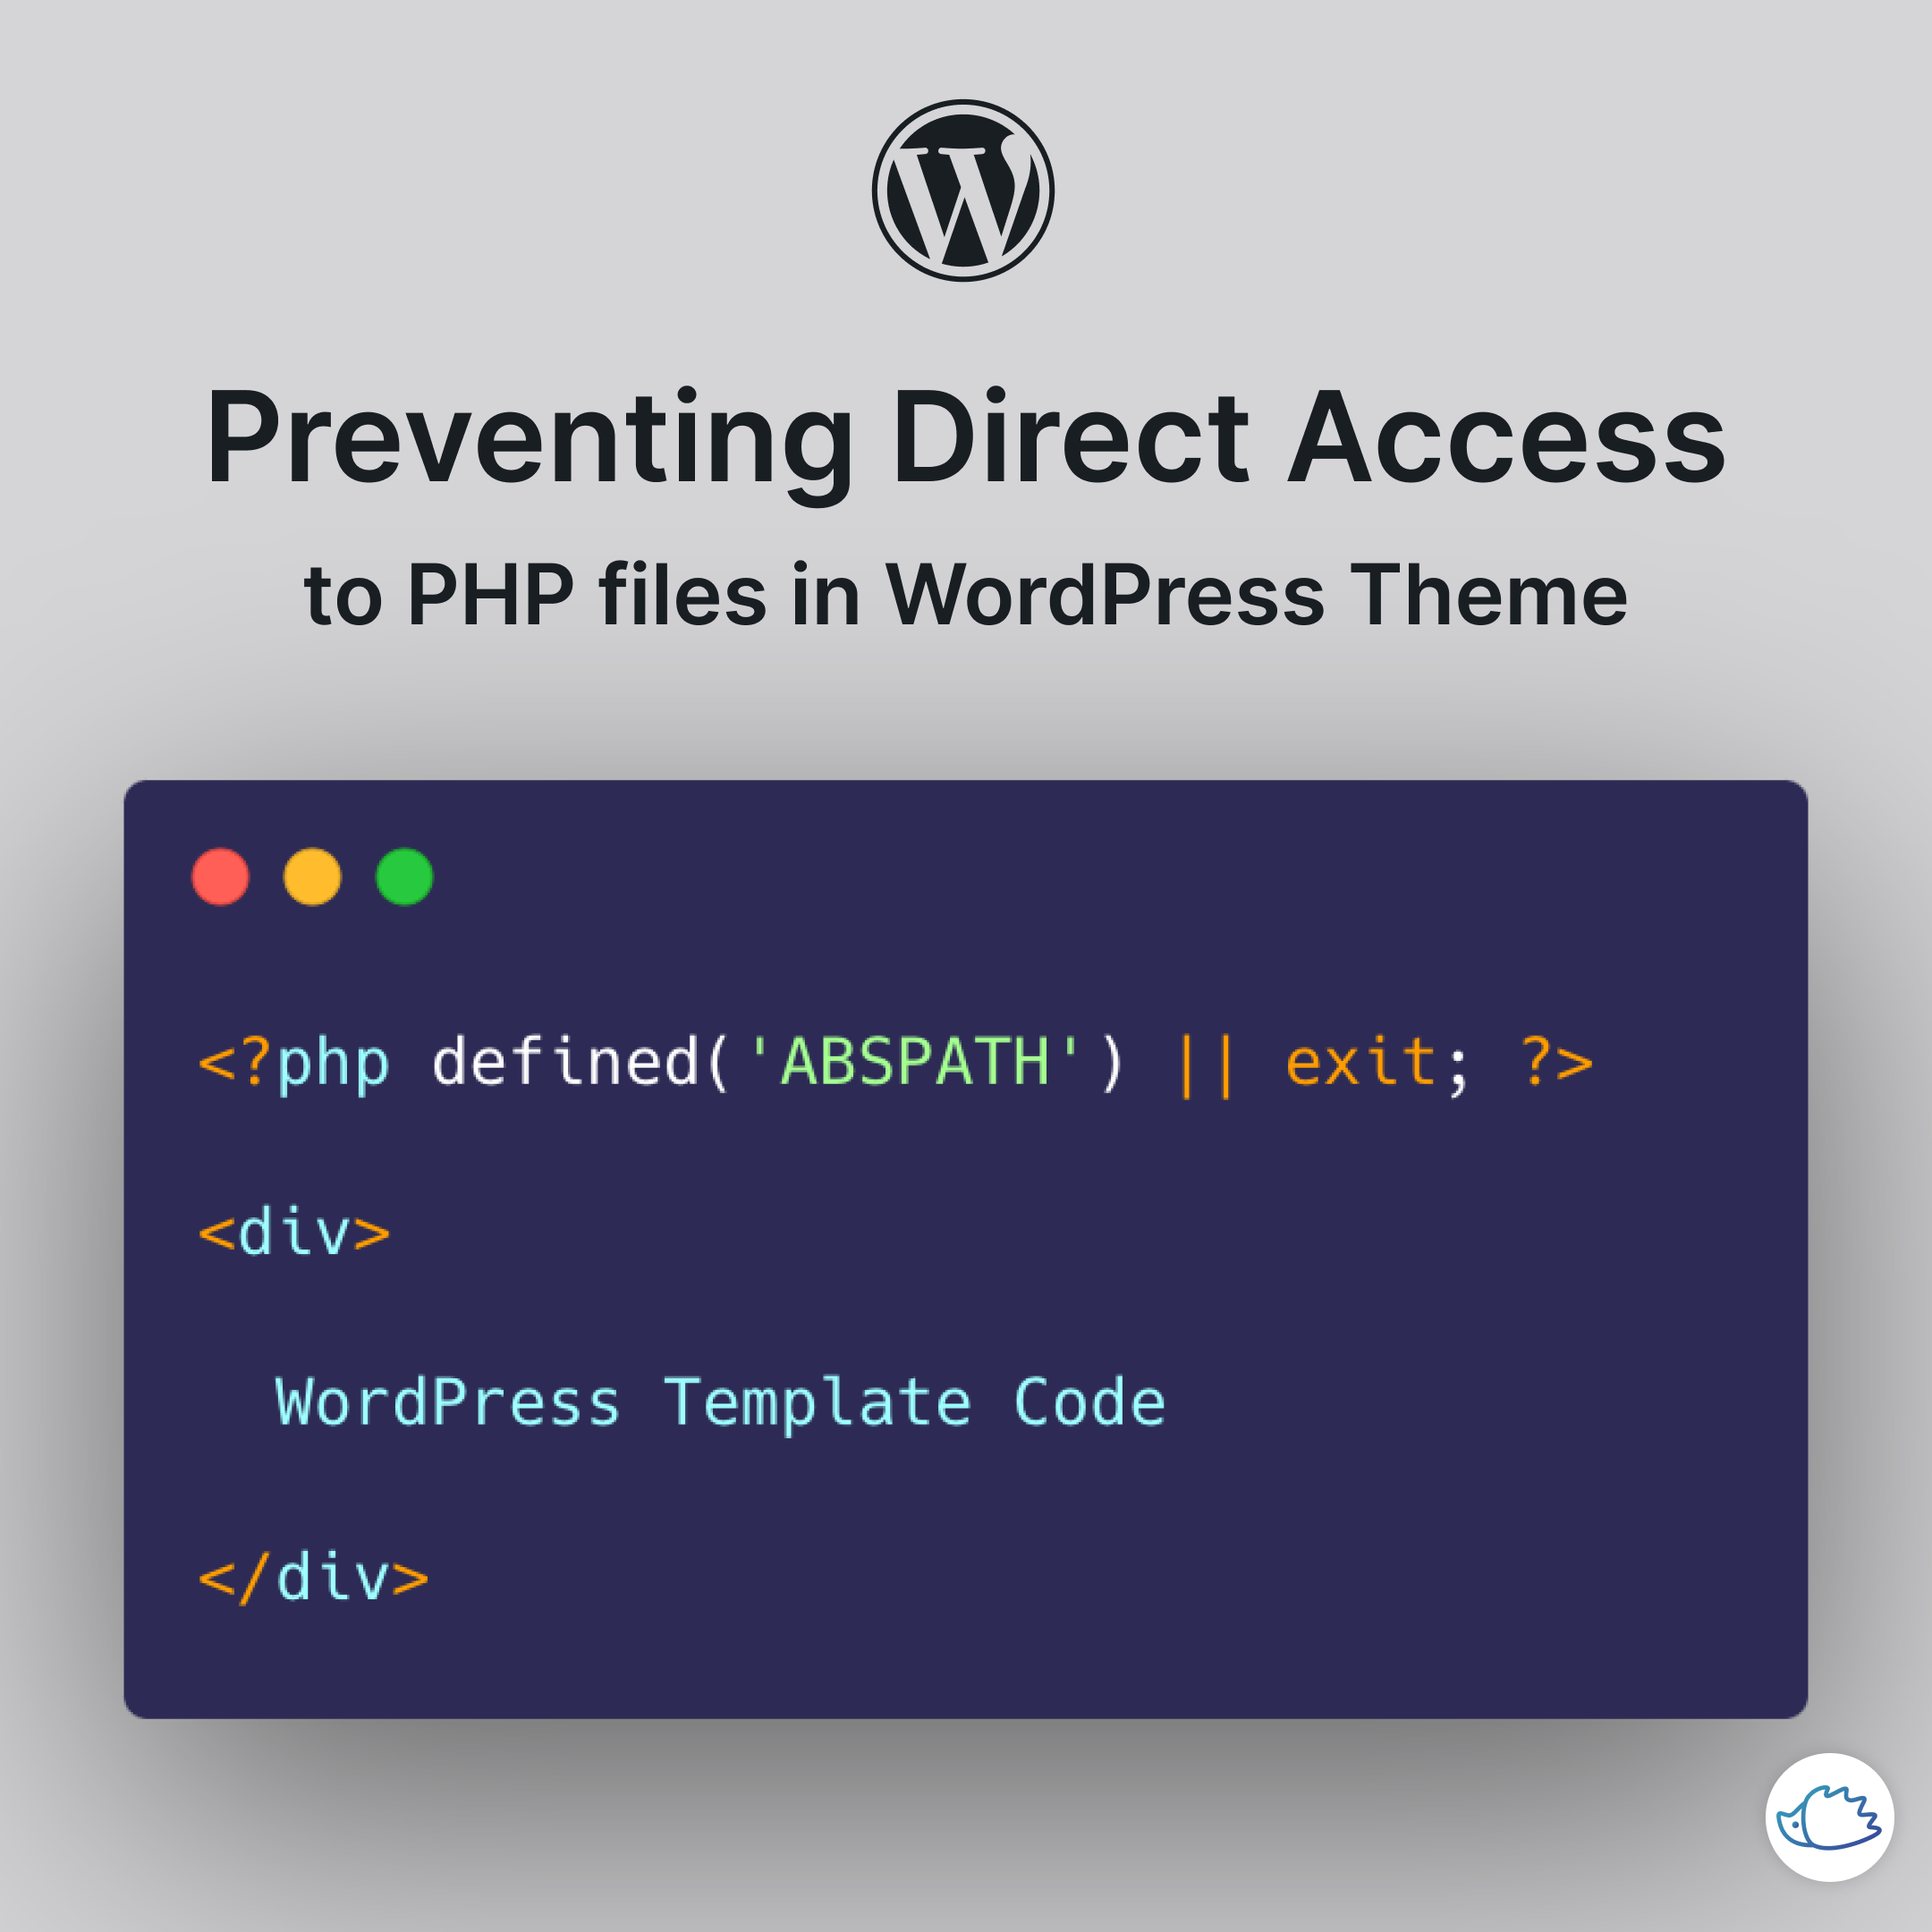 Preventing Direct Access
to PHP files in WordPress Theme
<?php defined('ABSPATH') || exit; ?>
<div>
WordPress Template Code
</div>